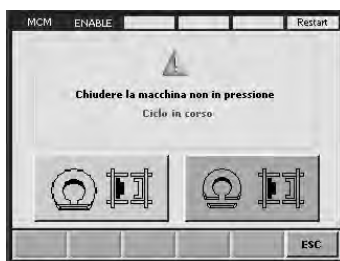 MCM ENABLE Restart
Chiudere la macchina non in pressione
Ciclo in corso
ESC